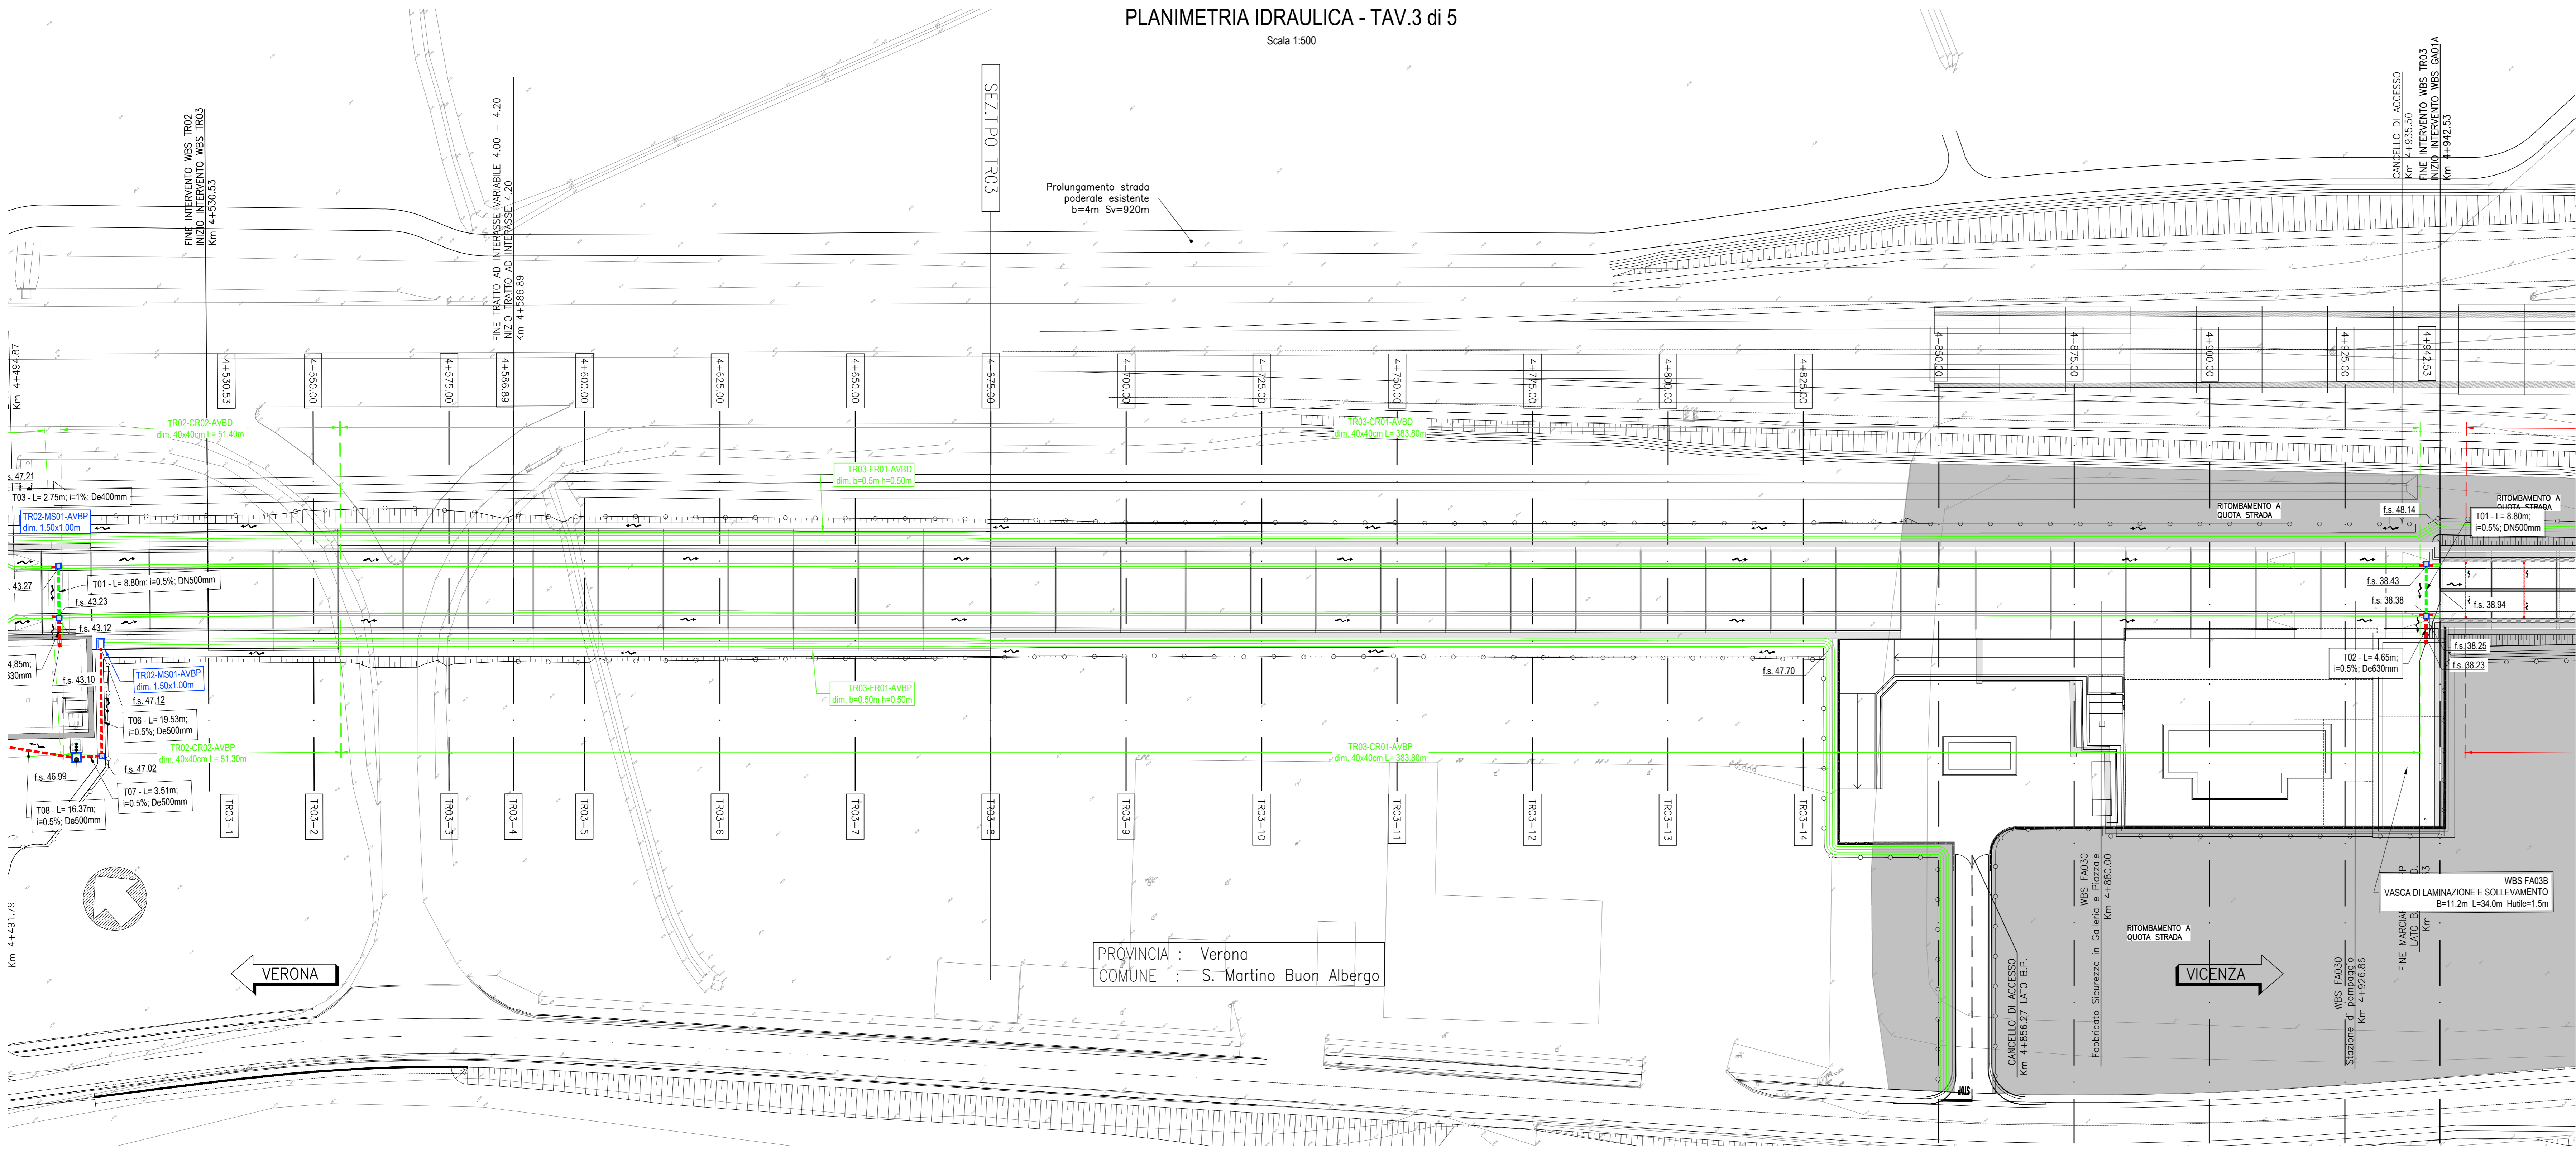 PLANIMETRIA IDRAULICA - TAV.3 di 5
Scala 1:500
FINE INTERVENTO WBS TR02
INIZIO INTERVENTO WBS TR03
Km 4+530.53
FINE TRATTO AD INTERASSE VARIABILE 4.00 – 4.20
INIZIO TRATTO AD INTERASSE 4.20
Km 4+586.89
SEZ.TIPO TR03
Prolungamento strada
poderale esistente
b=4m Sv=920m
CANCELLO DI ACCESSO
Km 4+935.50
FINE INTERVENTO WBS TR03
INIZIO INTERVENTO WBS GA01A
Km 4+942.53
Km 4+494.87
4+530.53
4+550.00
4+575.00
4+586.89
4+600.00
4+625.00
4+650.00
4+675.00
4+700.00
4+725.00
4+750.00
4+775.00
4+800.00
4+825.00
4+850.00
4+875.00
4+900.00
4+925.00
4+942.53
TR02-CR02-AVBD
dim. 40x40cm L= 51.40m
TR03-CR01-AVBD
dim. 40x40cm L= 383.80m
TR03-FR01-AVBD
dim. b=0.5m h=0.50m
s. 47.21
T03 - L= 2.75m; i=1%; De400mm
TR02-MS01-AVBP
dim. 1.50x1.00m
RITOMBAMENTO A
QUOTA STRADA
RITOMBAMENTO A
QUOTA STRADA
f.s. 48.14
T01 - L= 8.80m;
i=0.5%; DN500mm
s. 43.27
T01 - L= 8.80m; i=0.5%; DN500mm
f.s. 43.23
f.s. 43.12
f.s. 38.43
f.s. 38.38
f.s. 38.94
4.85m;
630mm
f.s. 43.10
TR02-MS01-AVBP
dim. 1.50x1.00m
f.s. 47.12
T06 - L= 19.53m;
i=0.5%; De500mm
TR03-FR01-AVBP
dim. b=0.50m h=0.50m
f.s. 47.70
T02 - L= 4.65m;
i=0.5%; De630mm
f.s. 38.25
f.s. 38.23
TR02-CR02-AVBP
dim. 40x40cm L= 51.30m
TR03-CR01-AVBP
dim. 40x40cm L= 383.80m
f.s. 47.02
f.s. 46.99
T07 - L= 3.51m;
i=0.5%; De500mm
T08 - L= 16.37m;
i=0.5%; De500mm
TR03-1
TR03-2
TR03-3
TR03-4
TR03-5
TR03-6
TR03-7
TR03-8
TR03-9
TR03-10
TR03-11
TR03-12
TR03-13
TR03-14
Km 4+491.79
VERONA
PROVINCIA : Verona
COMUNE : S. Martino Buon Albergo
CANCELLO DI ACCESSO
Km 4+856.27 LATO B.P.
STOP
WBS FA030
Fabbricato Sicurezza in Galleria e Piazzale
Km 4+880.00
RITOMBAMENTO A
QUOTA STRADA
VICENZA
WBS FA030
Stazione di pompaggio
Km 4+926.86
FINE MARCIAP
LATO B.
Km
WBS FA03B
VASCA DI LAMINAZIONE E SOLLEVAMENTO
B=11.2m L=34.0m Hutile=1.5m